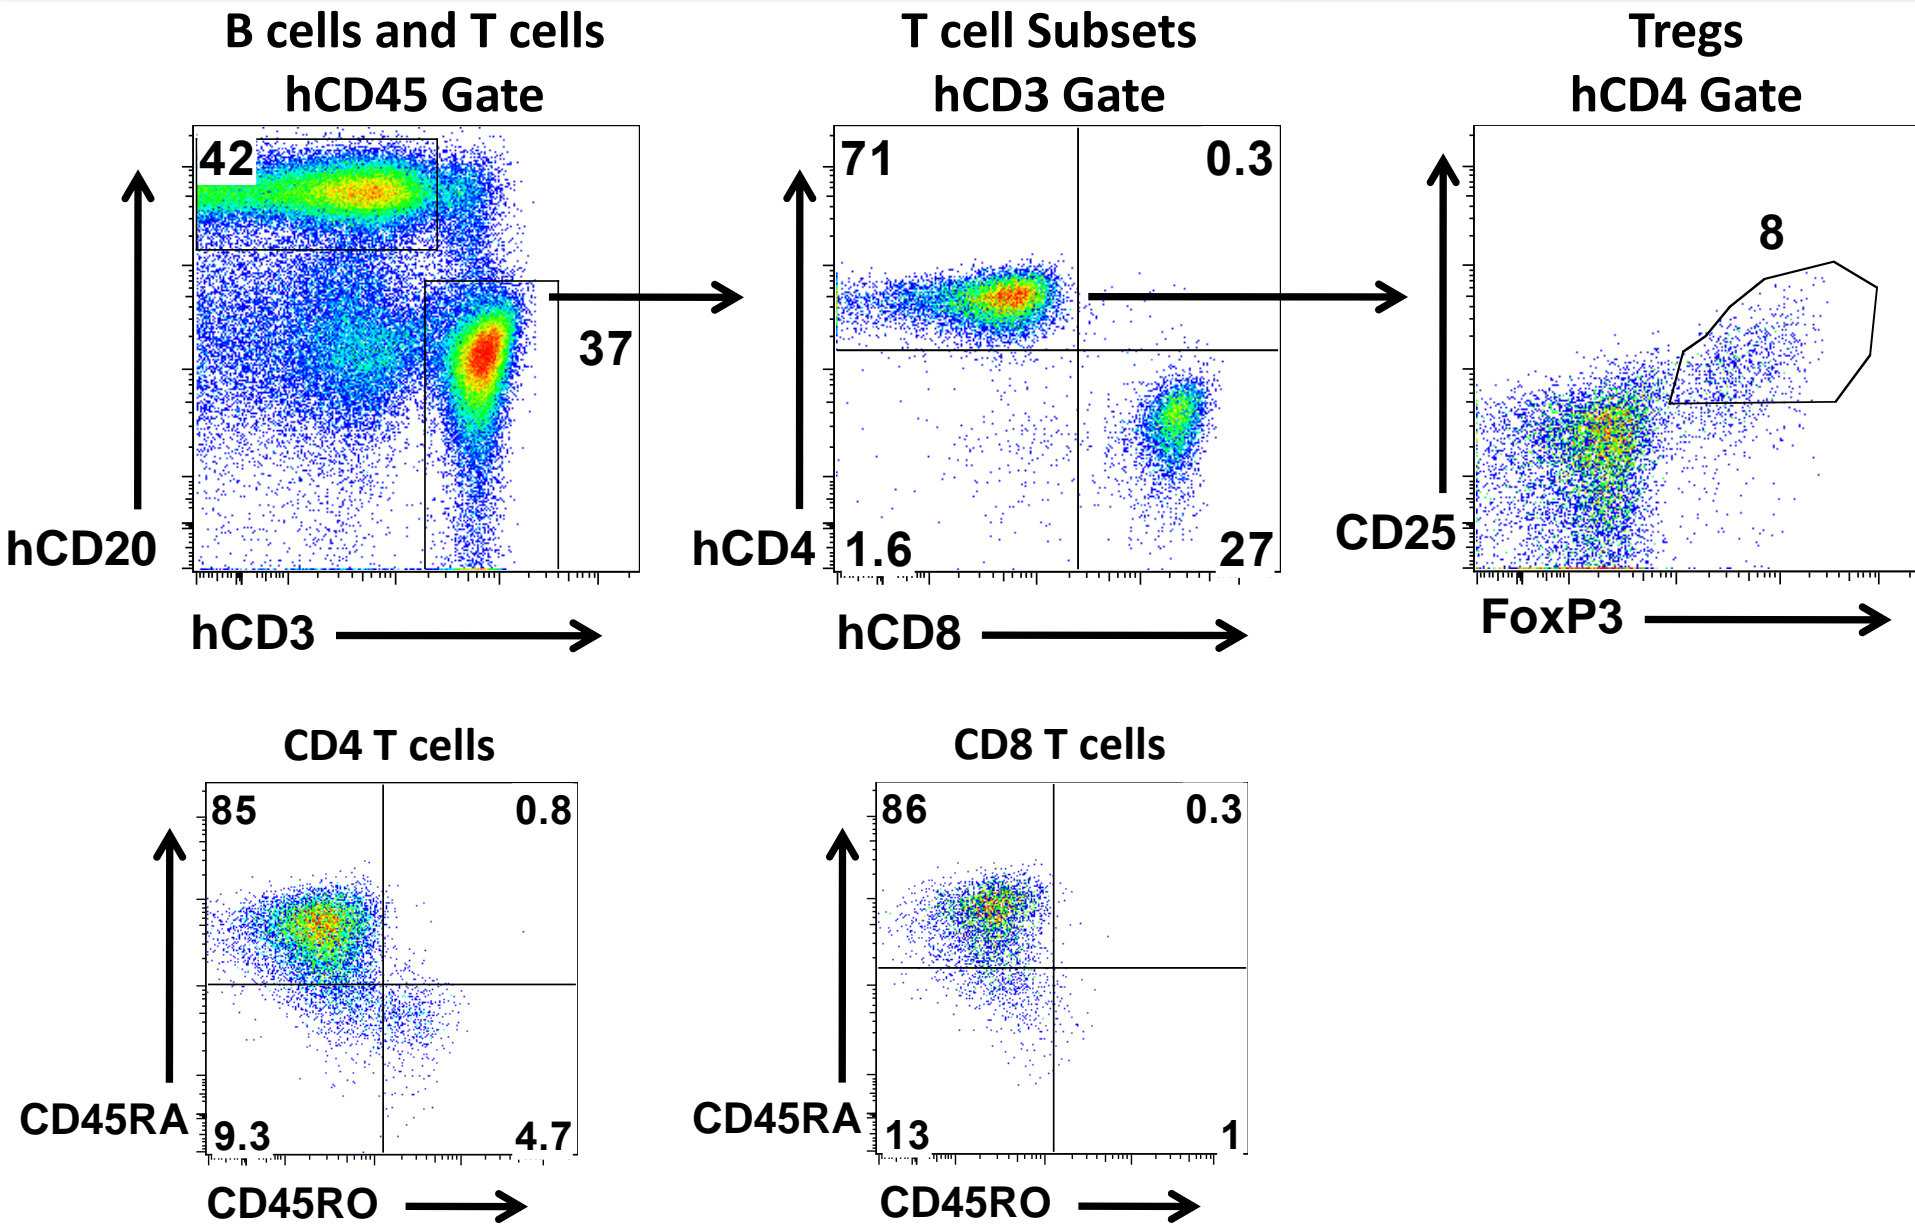 B cells and T cells
hCD45 Gate
42
37
hCD20
hCD3
T cell Subsets
hCD3 Gate
71
0.3
1.6
27
hCD4
hCD8
Tregs
hCD4 Gate
8
CD25
FoxP3
CD4 T cells
85
0.8
9.3
4.7
CD45RA
CD45RO
CD8 T cells
86
0.3
13
1
CD45RA
CD45RO